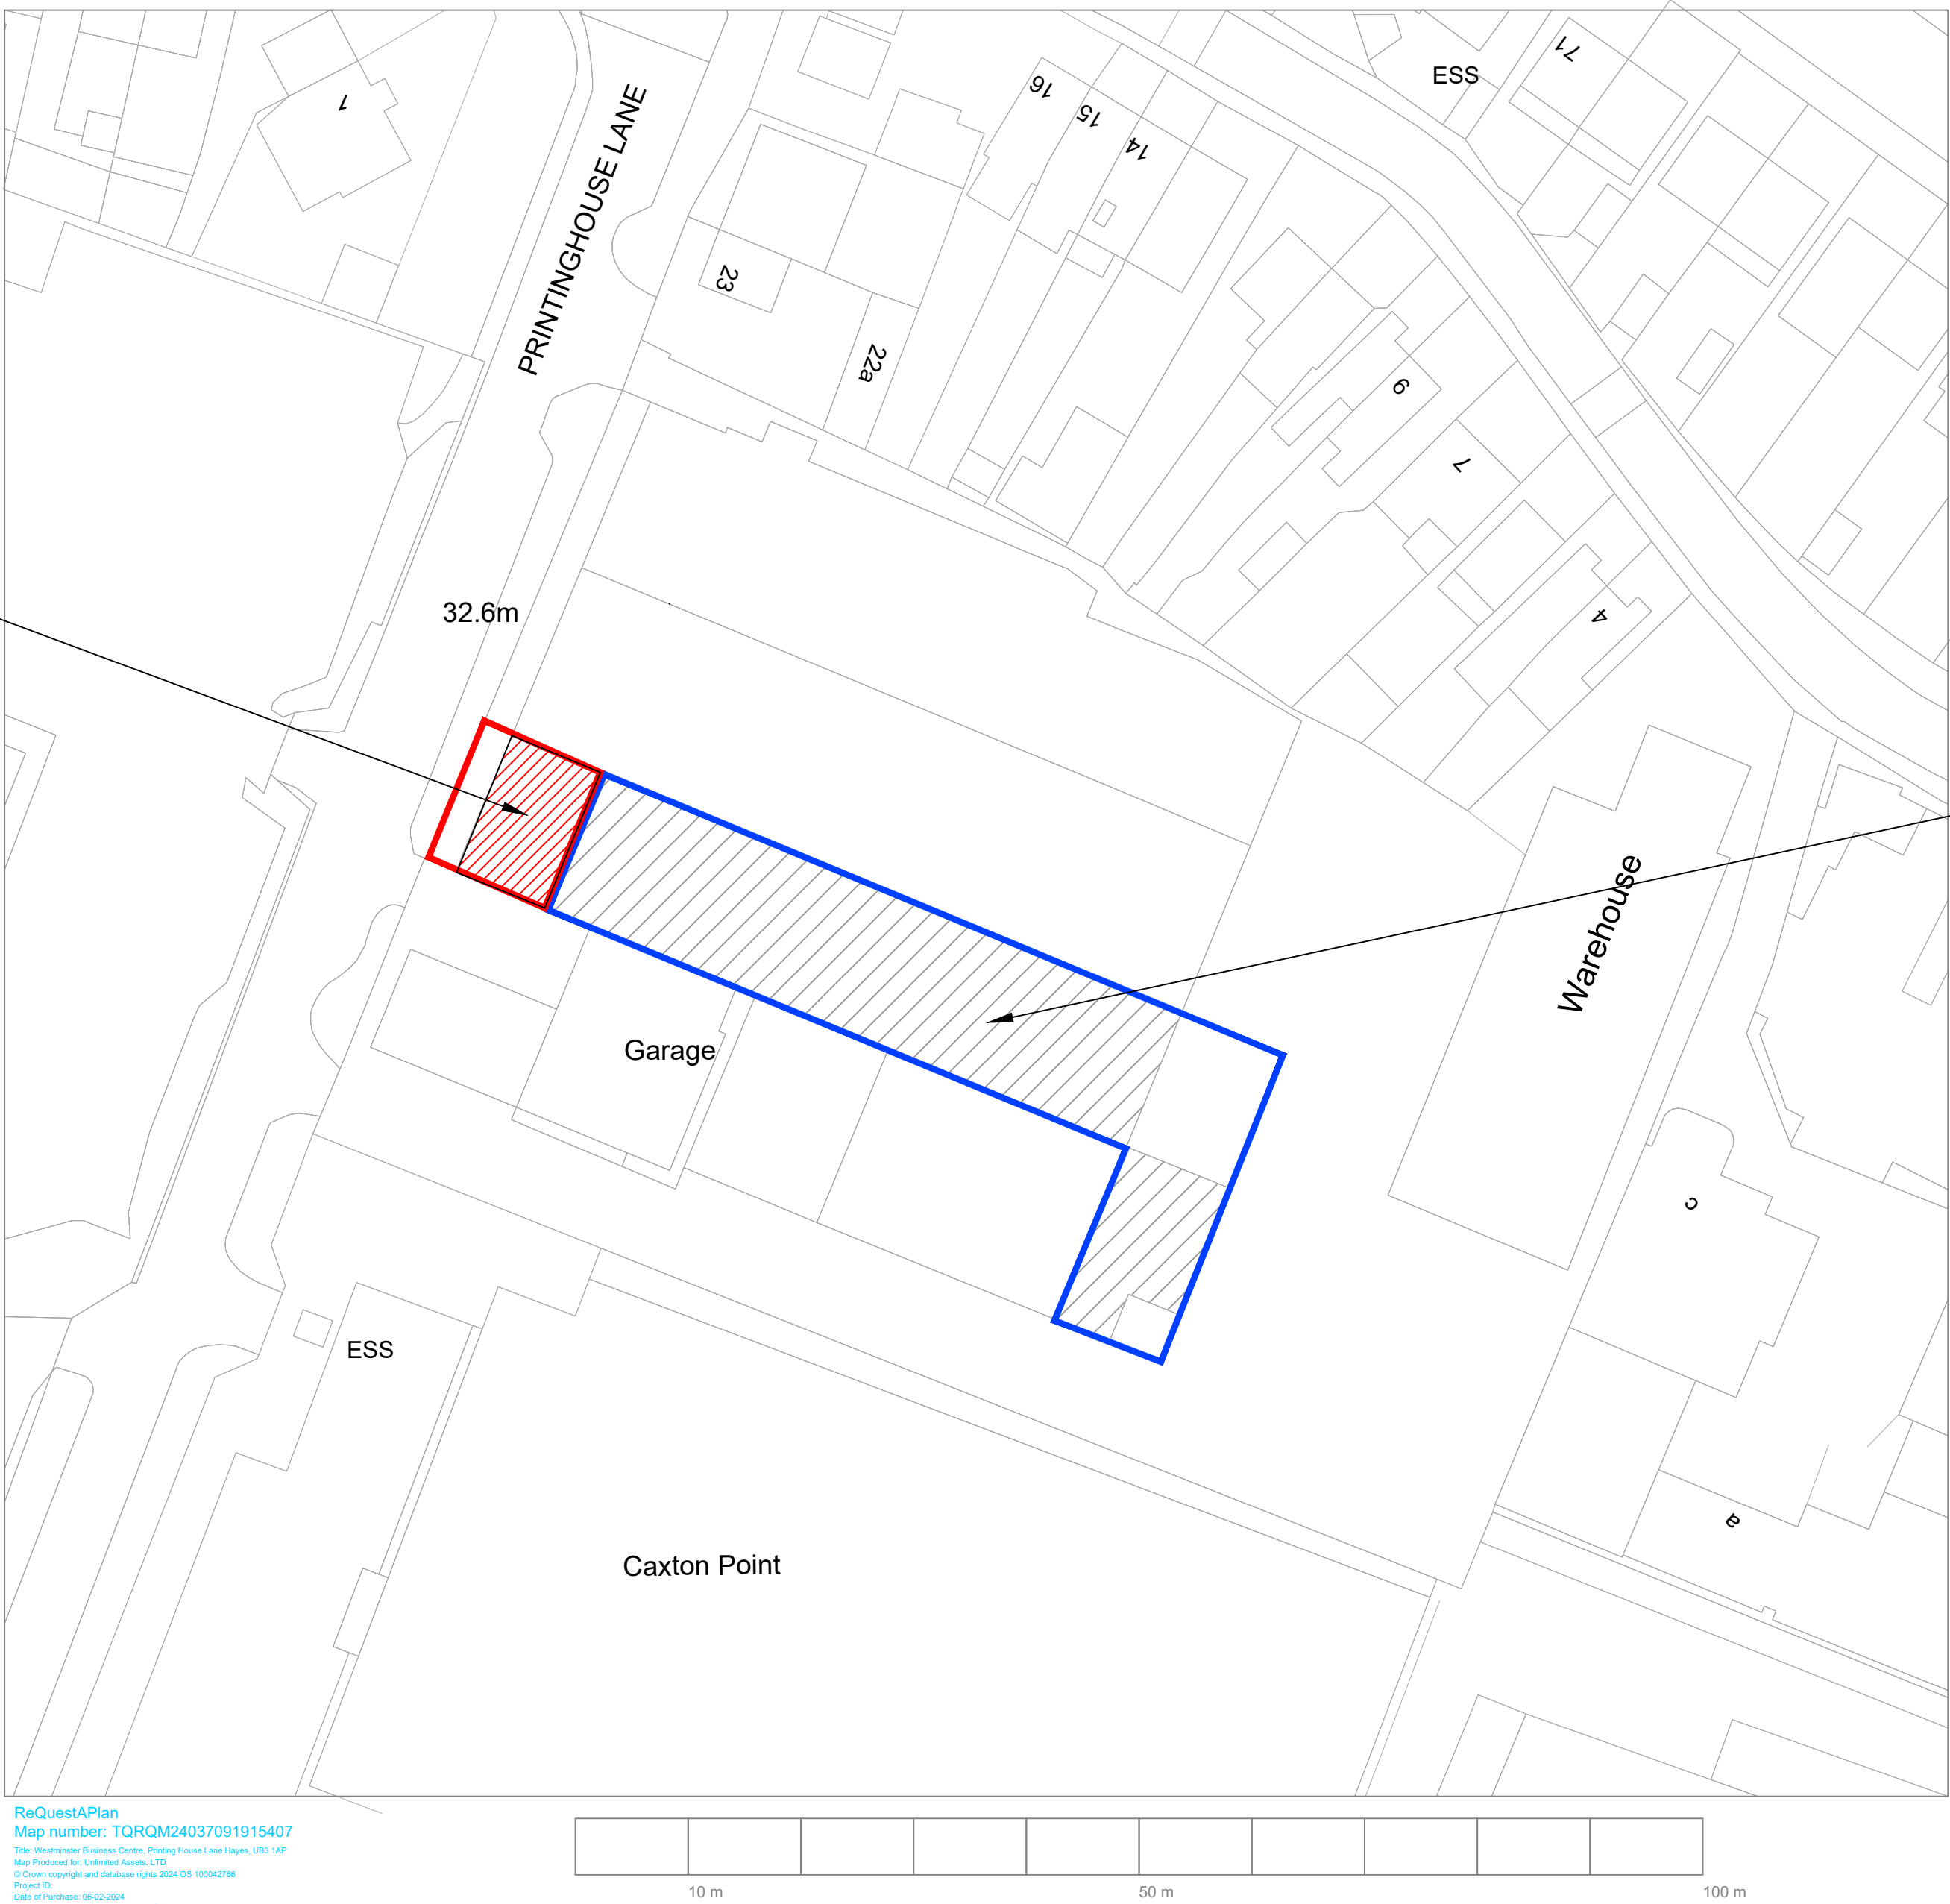 71
ESS
16
15
14
1
PRINTINGHOUSE LANE
23
22a
9
7
4
32.6m
Warehouse
Garage
c
ESS
a
Caxton Point
ReQuestAPlan
Map number: TQRQM24037091915407
Title: Westminster Business Centre, Printing House Lane Hayes, UB3 1AP
Map Produced for: Unlimited Assets, LTD
© Crown copyright and database rights 2024 OS 100042766
Project ID:
Date of Purchase: 06-02-2024
10 m
50 m
100 m